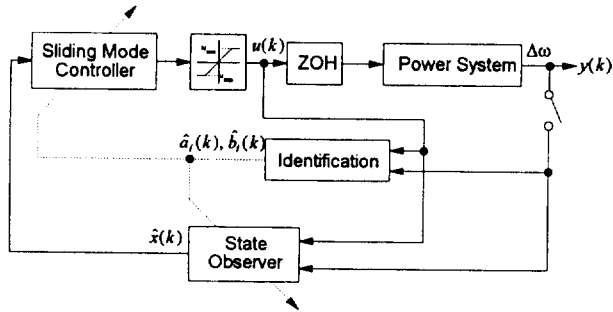 Sliding Mode
Controller
u(k)
ZOH
Power System
Δω
y(k)
â_i(k), b̂_i(k)
Identification
x̂(k)
State
Observer